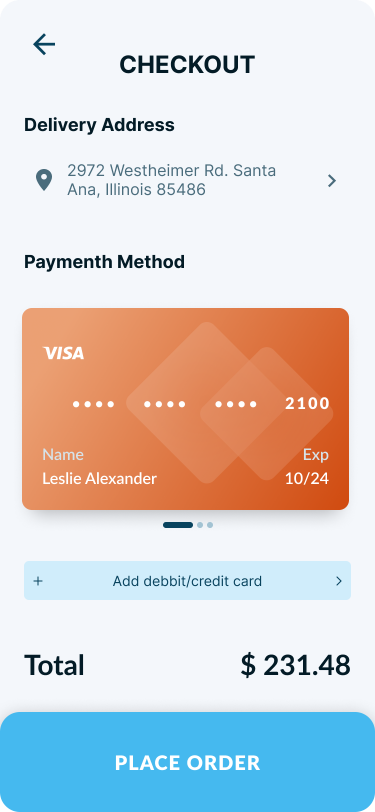 CHECKOUT
Delivery Address
2972 Westheimer Rd. Santa
Ana, Illinois 85486
Paymenth Method
VISA
•••• •••• •••• 2100
Name Exp
Leslie Alexander 10/24
+ Add debbit/credit card
Total $ 231.48
PLACE ORDER